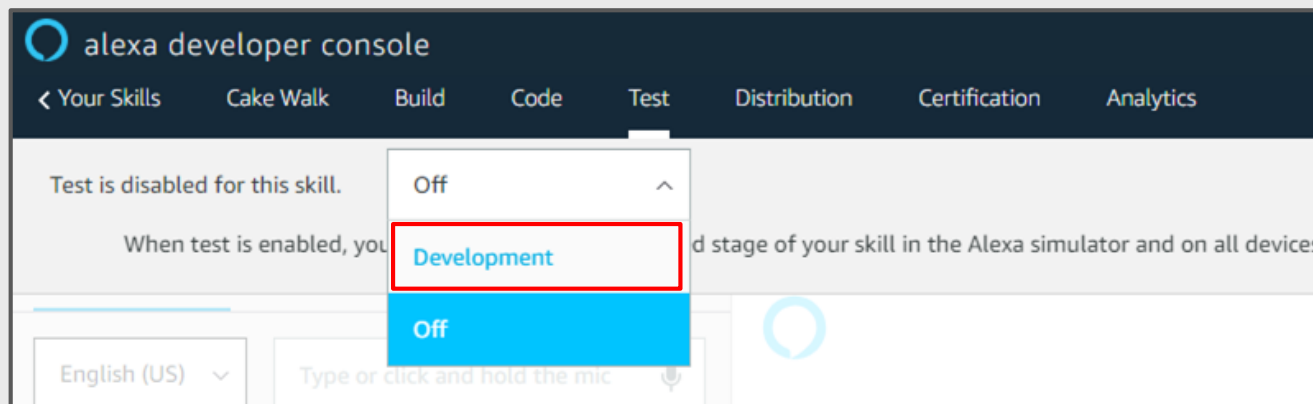 alexa developer console
Your Skills Cake Walk Build Code Test Distribution Certification Analytics
Test is disabled for this skill. Off
When test is enabled, you d stage of your skill in the Alexa simulator and on all devices
Development
Off
English (US) Type or click and hold the mic